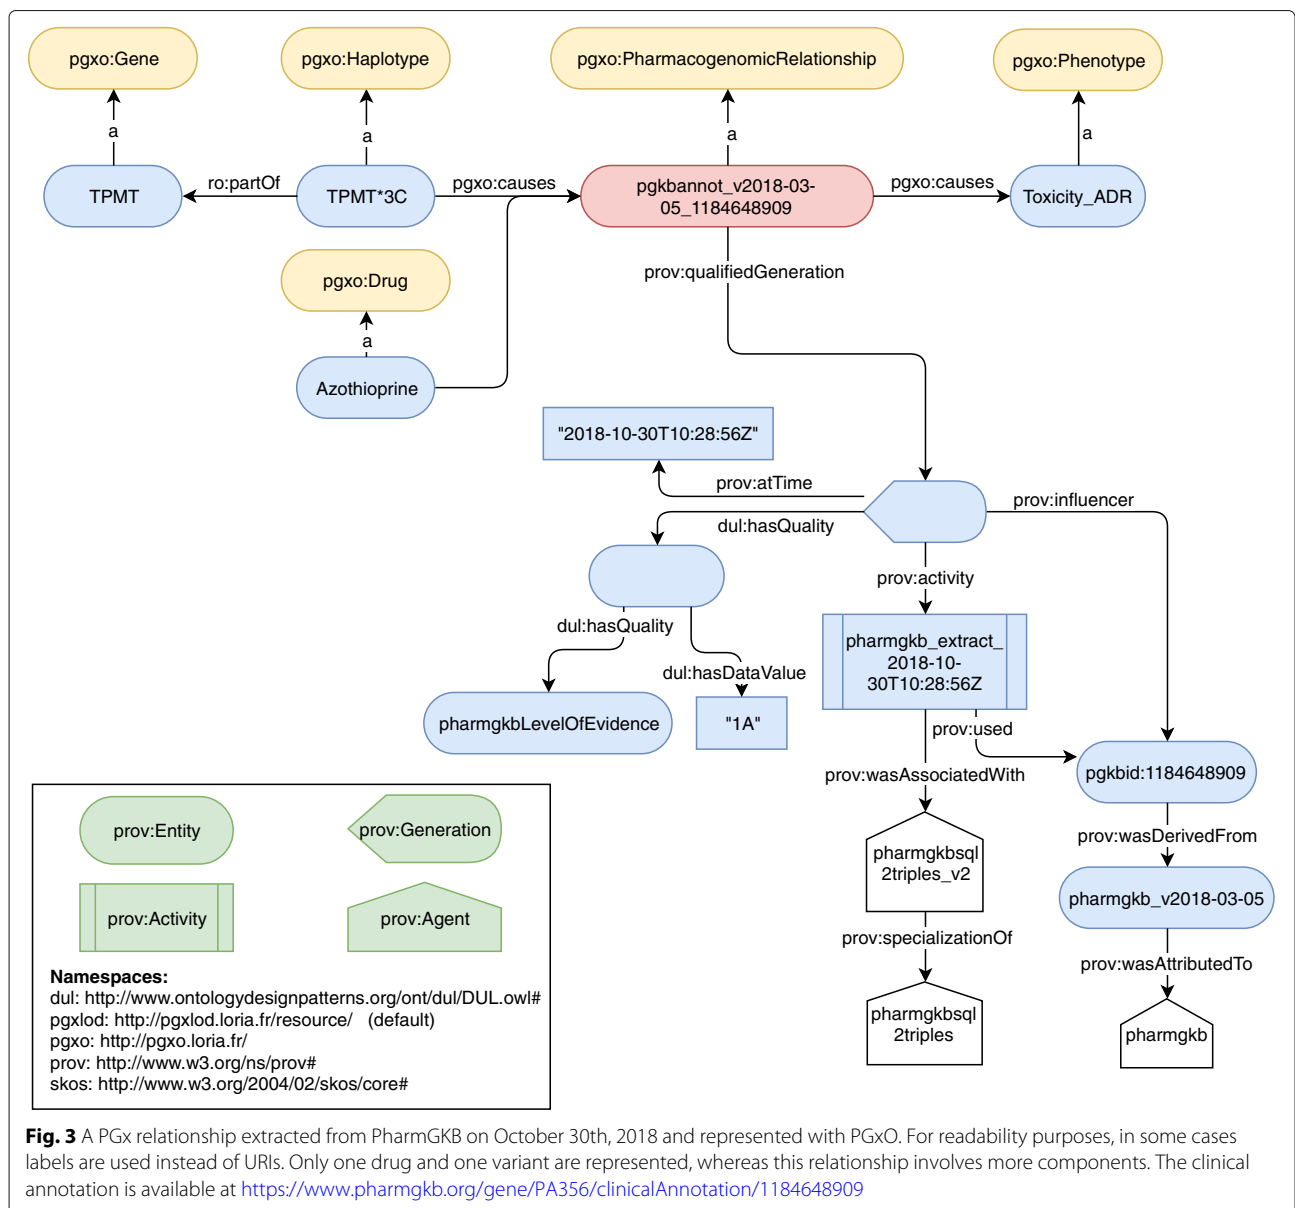 pgxo:Gene
pgxo:Haplotype
pgxo:PharmacogenomicRelationship
pgxo:Phenotype
a
a
a
a
TPMT
ro:partOf
TPMT*3C
pgxo:causes
pgkbannot_v2018-03-
05_1184648909
pgxo:causes
Toxicity_ADR
pgxo:Drug
a
Azothioprine
prov:qualifiedGeneration
"2018-10-30T10:28:56Z"
prov:atTime
prov:influencer
dul:hasQuality
prov:activity
dul:hasQuality
dul:hasDataValue
pharmgkbLevelOfEvidence
"1A"
pharmgkb_extract_
2018-10-
30T10:28:56Z
prov:used
prov:wasAssociatedWith
pgkbid:1184648909
prov:wasDerivedFrom
pharmgkbsql
2triples_v2
pharmgkb_v2018-03-05
prov:specializationOf
prov:wasAttributedTo
pharmgkbsql
2triples
pharmgkb
prov:Entity
prov:Generation
prov:Activity
prov:Agent
Namespaces:
dul: http://www.ontologydesignpatterns.org/ont/dul/DUL.owl#
pgxlod: http://pgxlod.loria.fr/resource/ (default)
pgxo: http://pgxo.loria.fr/
prov: http://www.w3.org/ns/prov#
skos: http://www.w3.org/2004/02/skos/core#
Fig. 3 A PGx relationship extracted from PharmGKB on October 30th, 2018 and represented with PGxO. For readability purposes, in some cases
labels are used instead of URIs. Only one drug and one variant are represented, whereas this relationship involves more components. The clinical
annotation is available at https://www.pharmgkb.org/gene/PA356/clinicalAnnotation/1184648909